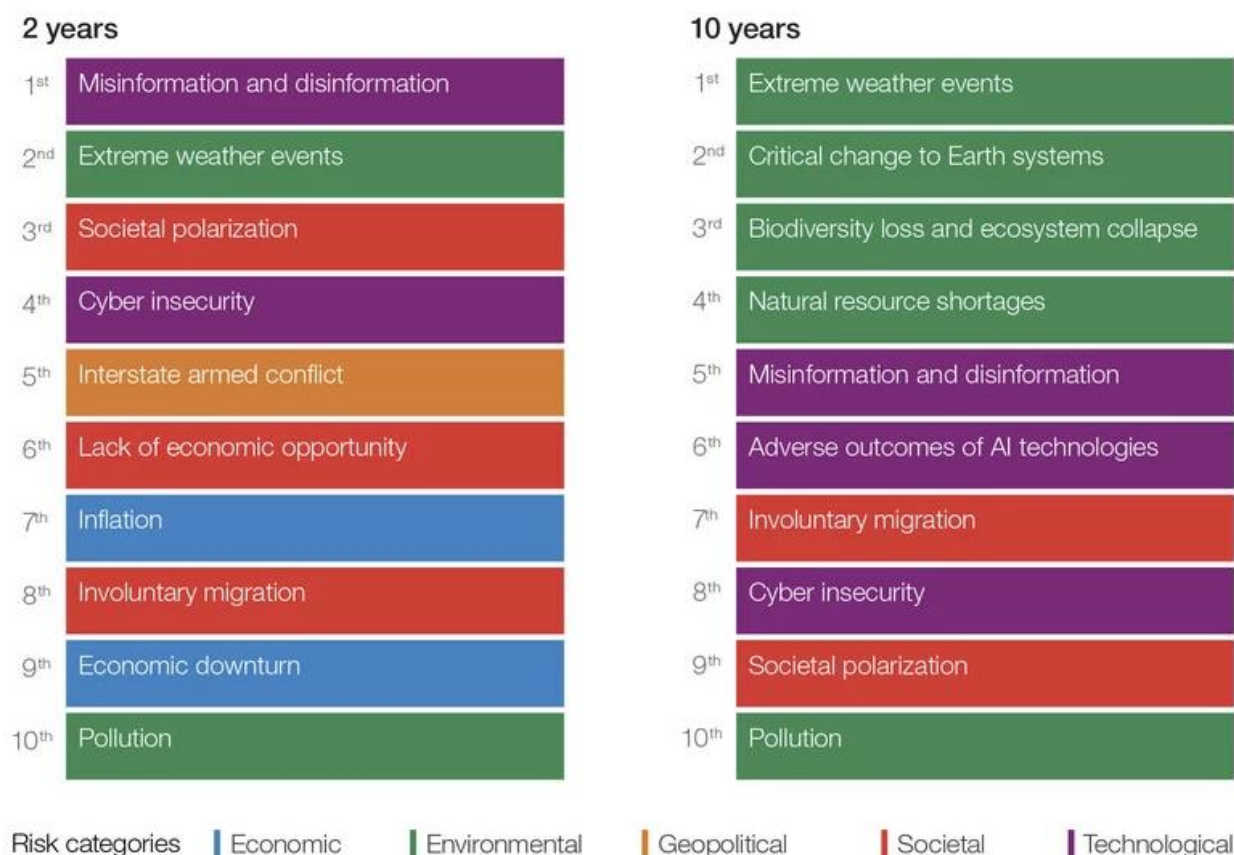 2 years
1st Misinformation and disinformation
2nd Extreme weather events
3rd Societal polarization
4th Cyber insecurity
5th Interstate armed conflict
6th Lack of economic opportunity
7th Inflation
8th Involuntary migration
9th Economic downturn
10th Pollution
10 years
1st Extreme weather events
2nd Critical change to Earth systems
3rd Biodiversity loss and ecosystem collapse
4th Natural resource shortages
5th Misinformation and disinformation
6th Adverse outcomes of AI technologies
7th Involuntary migration
8th Cyber insecurity
9th Societal polarization
10th Pollution
Risk categories Economic Environmental Geopolitical Societal Technological